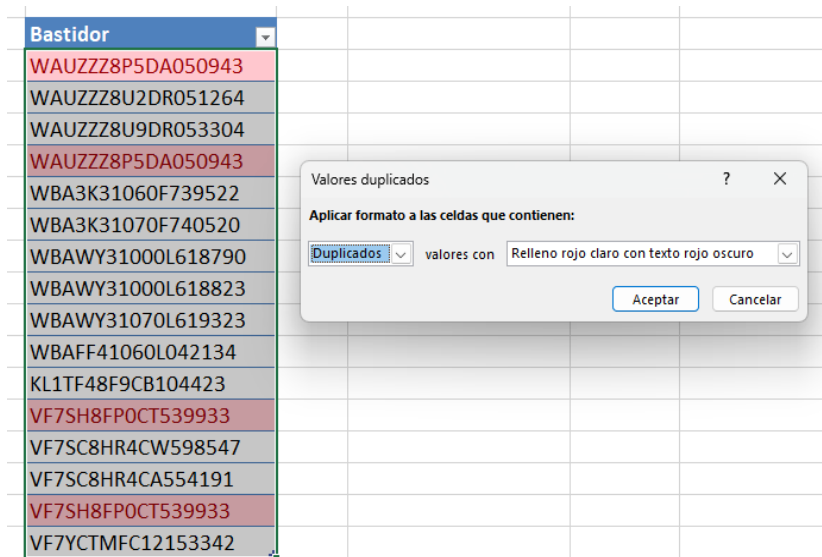 Bastidor
WAUZZZ8P5DA050943
WAUZZZ8U2DR051264
WAUZZZ8U9DR053304
WAUZZZ8P5DA050943
WBA3K31060F739522
WBA3K31070F740520
WBAWY31000L618790
WBAWY31000L618823
WBAWY31070L619323
WBAFF41060L042134
KL1TF48F9CB104423
VF7SH8FP0CT539933
VF7SC8HR4CW598547
VF7SC8HR4CA554191
VF7SH8FP0CT539933
VF7YCTMFC12153342
Valores duplicados ?
Aplicar formato a las celdas que contienen:
Duplicados valores con Relleno rojo claro con texto rojo oscuro
Aceptar Cancelar